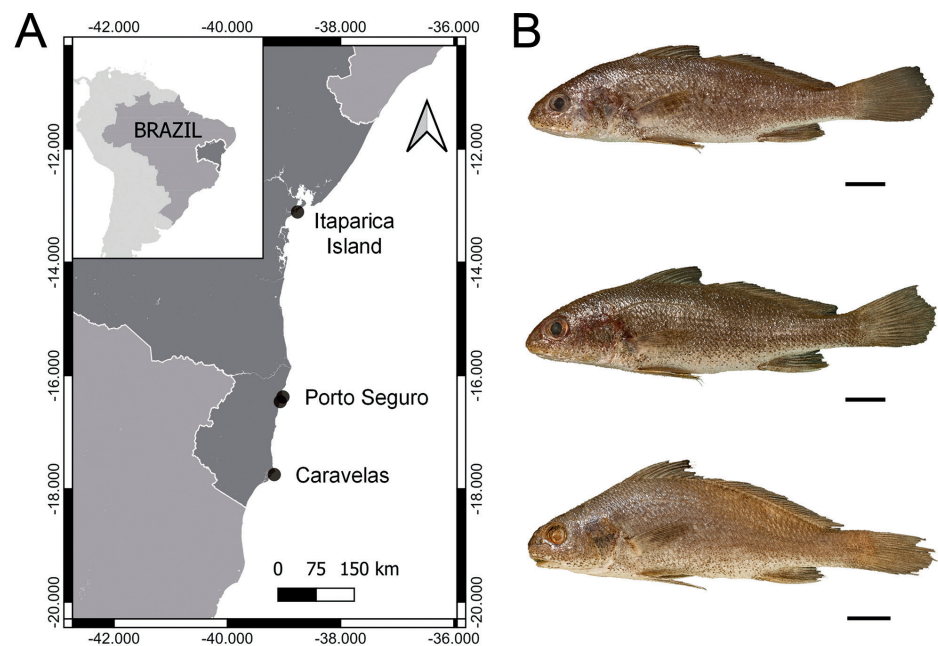 A
B
-42.000
-40.000
-38.000
-36.000
BRAZIL
-12.000
-12.000
Itaparica
Island
-14.000
-14.000
-16.000
-16.000
Porto Seguro
Caravelas
-18.000
-18.000
0 75 150 km
-20.000
-20.000
-42.000
-40.000
-38.000
-36.000